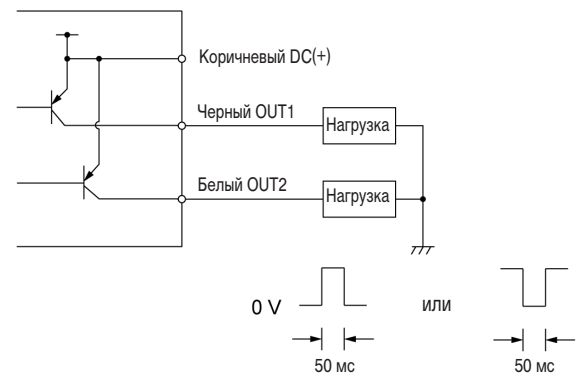 Коричневый DC(+)
Черный OUT1
Нагрузка
Белый OUT2
Нагрузка
0 V
или
50 мс
50 мс